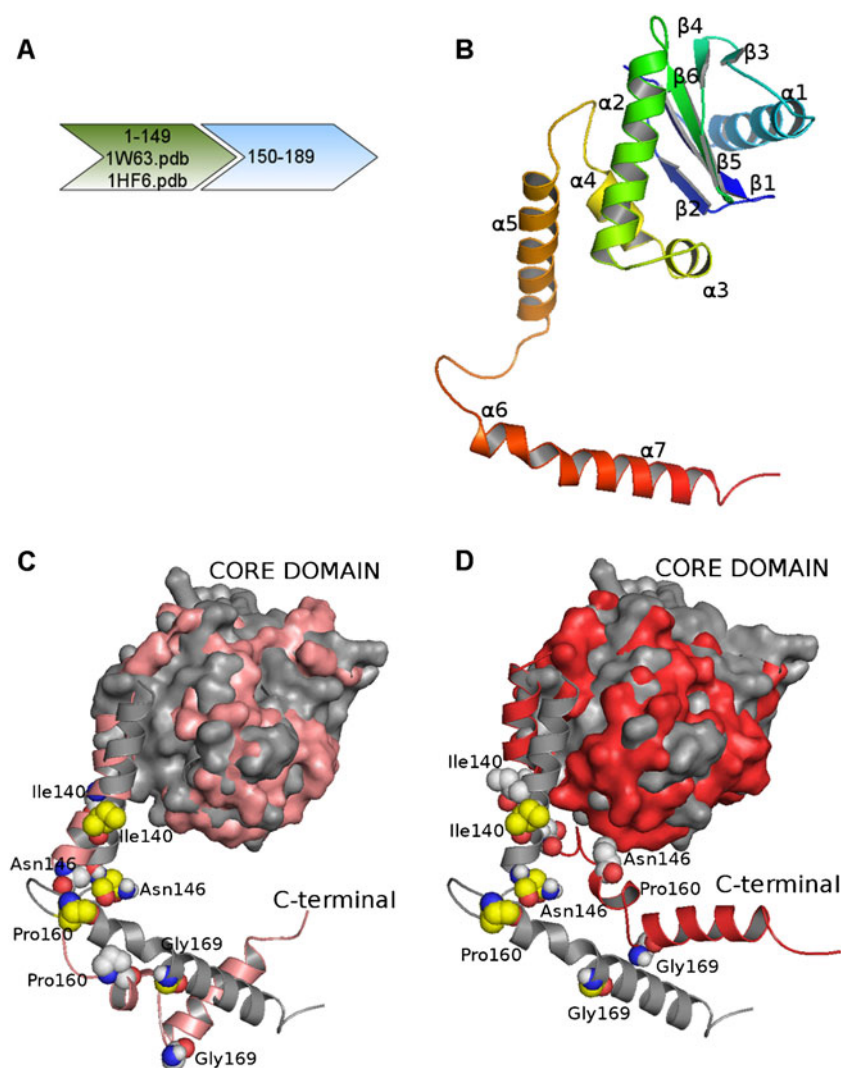 A
1-149
1W63.pdb
1HF6.pdb
150-189
B
β4
β3
β6
α1
α2
α4
β5
β1
β2
α5
α3
α6
α7
C
CORE DOMAIN
Ile140
Ile140
Asn146
Asn146
C-terminal
Pro160
Gly169
Pro160
Gly169
D
CORE DOMAIN
Ile140
Ile140
Asn146
Pro160
C-terminal
Asn146
Pro160
Gly169
Gly169